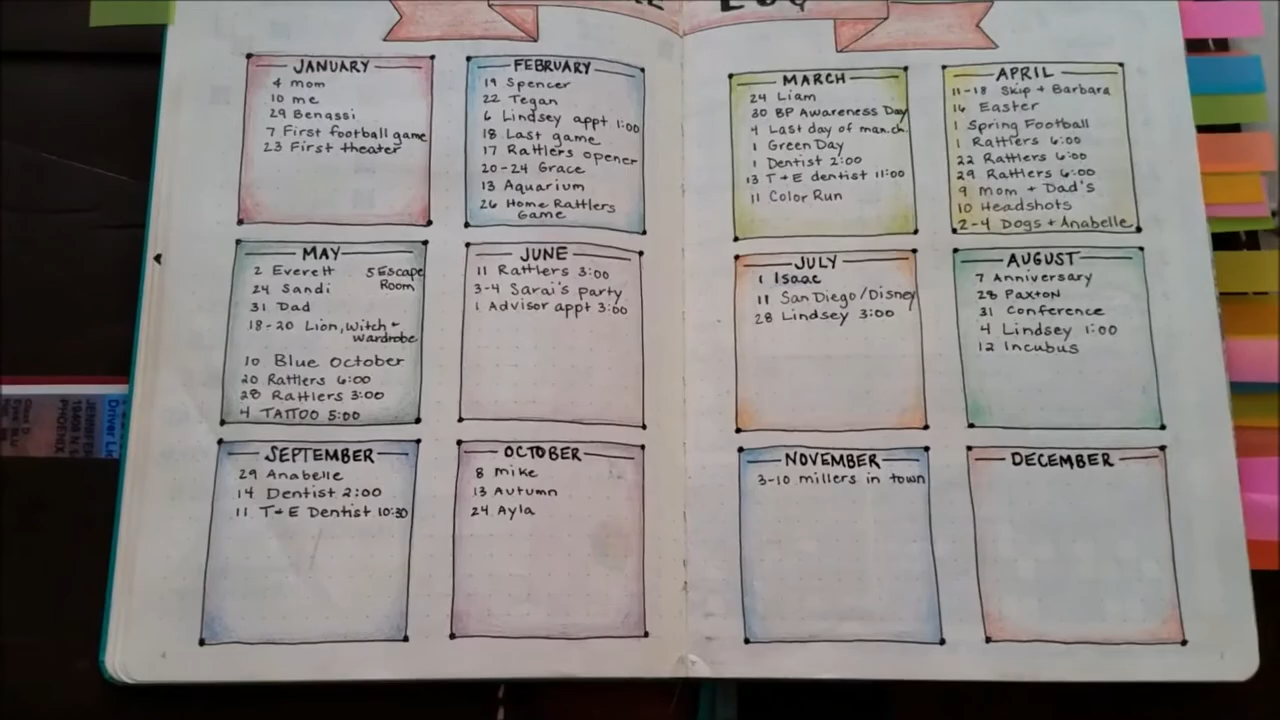 LOG
JANUARY
4 mom
10 me
29 Benassi
7 First football game
23 First theater
FEBRUARY
19 Spencer
22 Tegan
6 Lindsey appt 1:00
18 Last game
17 Rattlers opener
20-24 Grace
13 Aquarium
26 Home Rattlers
Game
MARCH
24 Liam
30 BP Awareness Day
4 Last day of man.ch.
1 Green Day
1 Dentist 2:00
13 T+E dentist 11:00
11 Color Run
APRIL
11-18 Skip + Barbara
16 Easter
1 Spring Football
1 Rattlers 6:00
22 Rattlers 6:00
29 Rattlers 6:00
9 Mom + Dad's
10 Headshots
2-4 Dogs + Anabelle
MAY
2 Everett
5 Escape
Room
24 Sandi
31 Dad
18-20 Lion, Witch +
wardrobe
10 Blue October
20 Rattlers 6:00
28 Rattlers 3:00
4 TATTOO 5:00
JUNE
11 Rattlers 3:00
3-4 Sarai's party
1 Advisor appt 3:00
JULY
1 Isaac
11 San Diego/Disney
28 Lindsey 3:00
AUGUST
7 Anniversary
28 Paxton
31 Conference
4 Lindsey 1:00
12 Incubus
SEPTEMBER
29 Anabelle
14 Dentist 2:00
11 T+E Dentist 10:30
OCTOBER
8 Mike
13 Autumn
24 Ayla
NOVEMBER
3-10 millers in town
DECEMBER